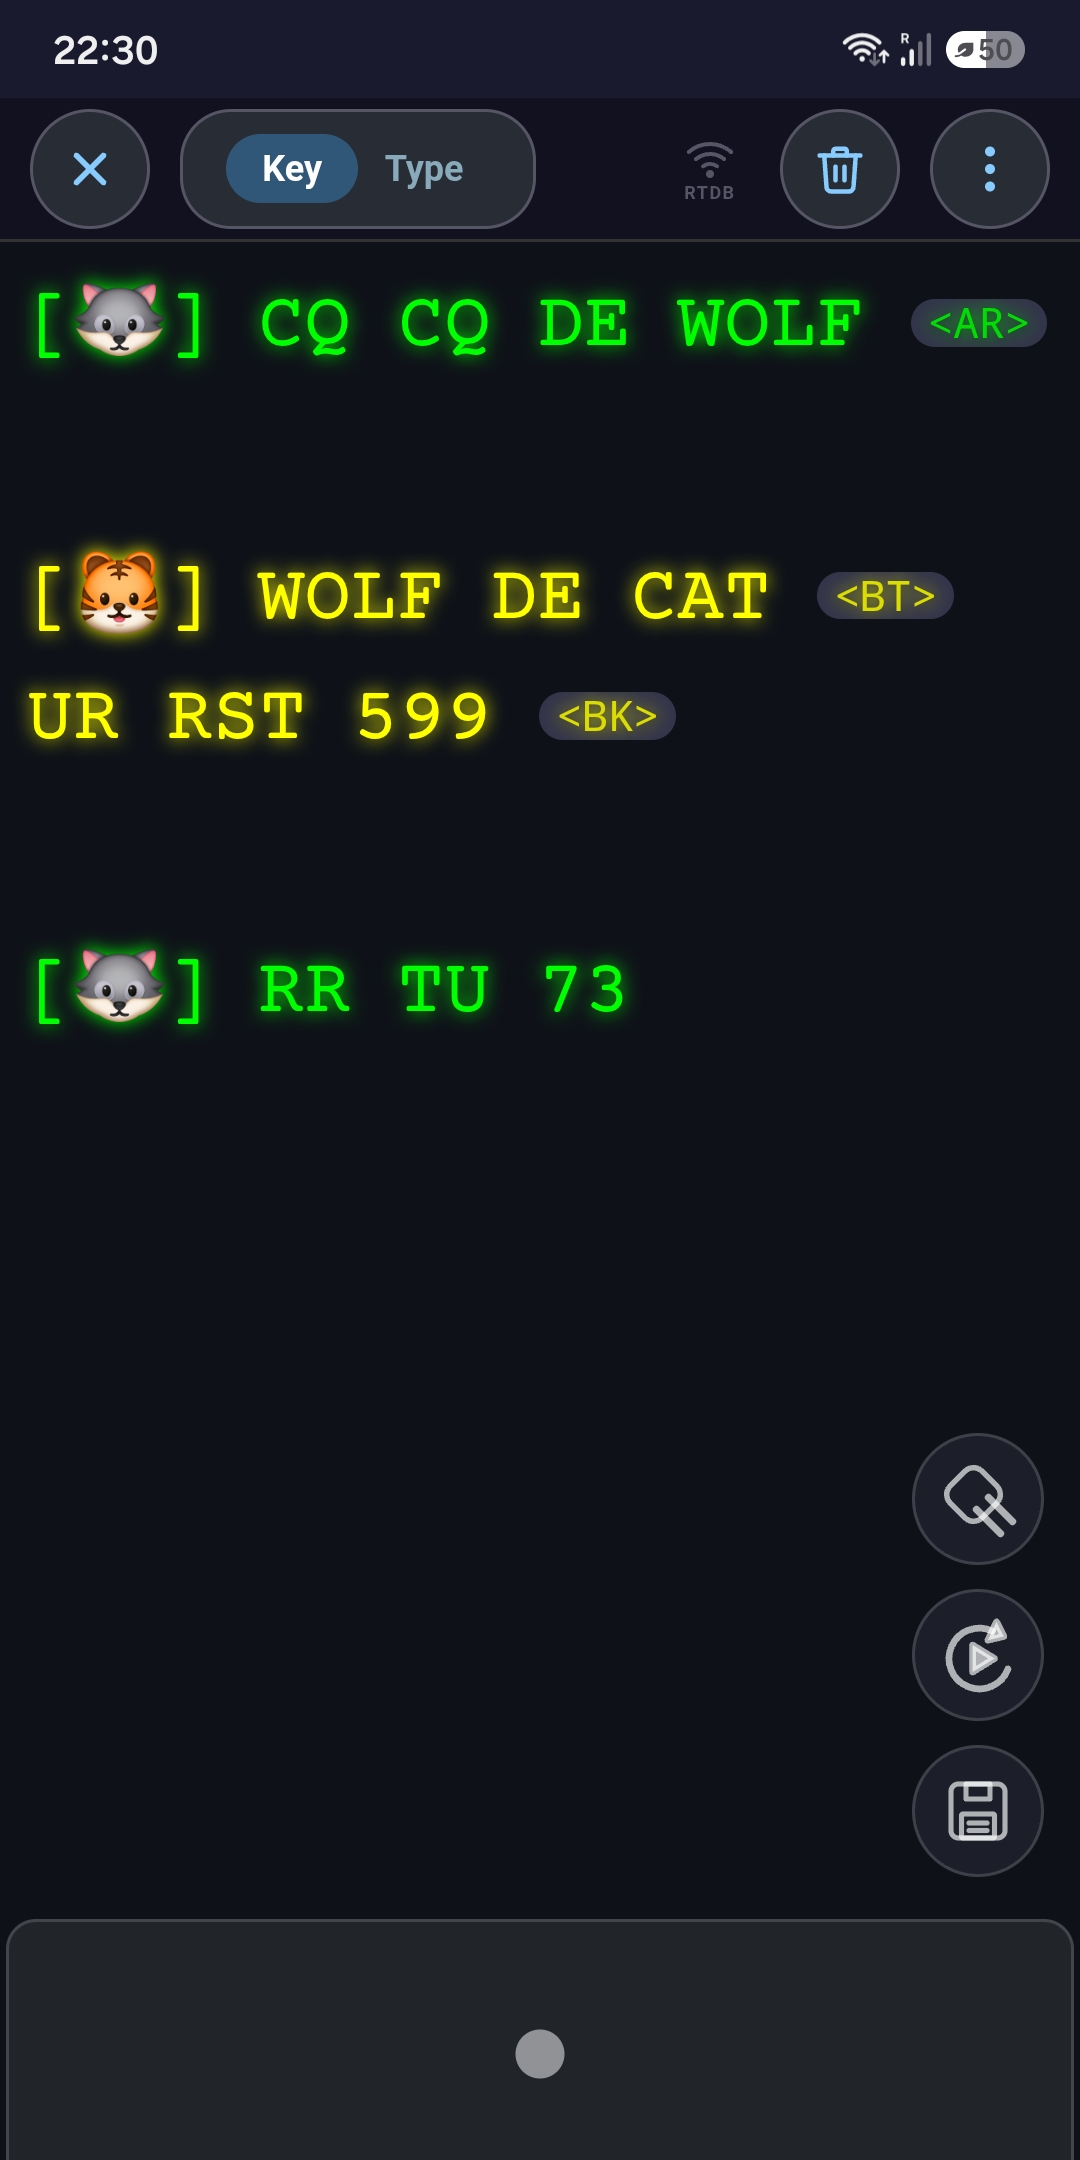 22:30
R
50
Key Type
RTDB
[🐺] CQ CQ DE WOLF <AR>
[🐯] WOLF DE CAT <BT>
UR RST 599 <BK>
[🐺] RR TU 73